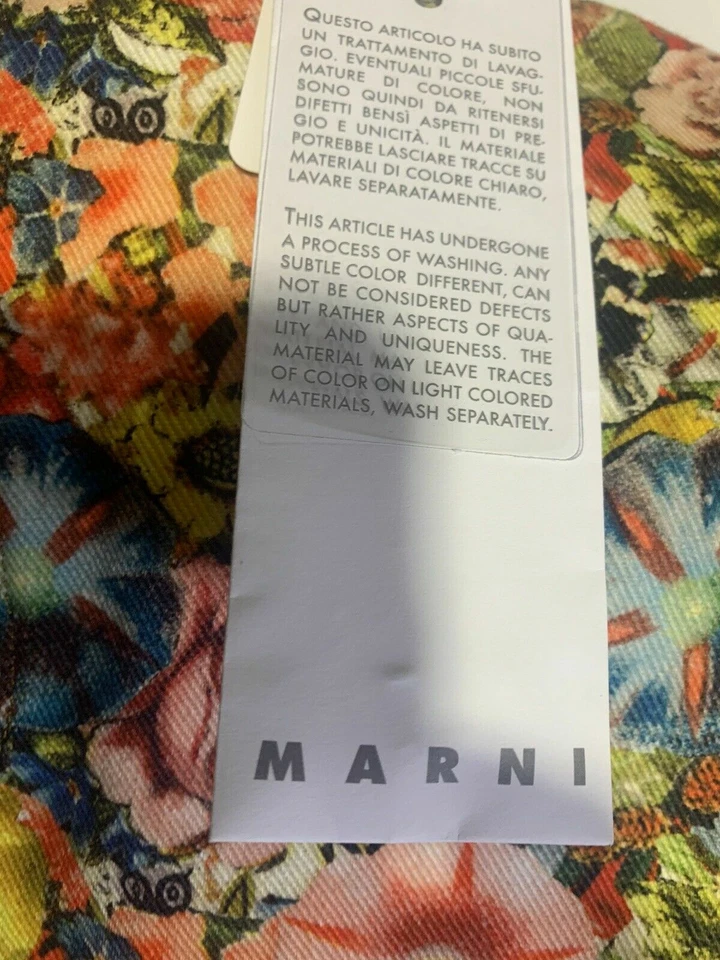 QUESTO ARTICOLO HA SUBITO
UN TRATTAMENTO DI LAVAG-
GIO. EVENTUALI PICCOLE SFU-
MATURE DI COLORE, NON
SONO QUINDI DA RITENERSI
DIFETTI BENSÌ ASPETTI DI PRE-
GIO E UNICITÀ. IL MATERIALE
POTREBBE LASCIARE TRACCE SU
MATERIALI DI COLORE CHIARO,
LAVARE SEPARATAMENTE.
THIS ARTICLE HAS UNDERGONE
A PROCESS OF WASHING. ANY
SUBTLE COLOR DIFFERENT, CAN
NOT BE CONSIDERED DEFECTS
BUT RATHER ASPECTS OF QUA-
LITY AND UNIQUENESS. THE
MATERIAL MAY LEAVE TRACES
OF COLOR ON LIGHT COLORED
MATERIALS, WASH SEPARATELY.
MARNI